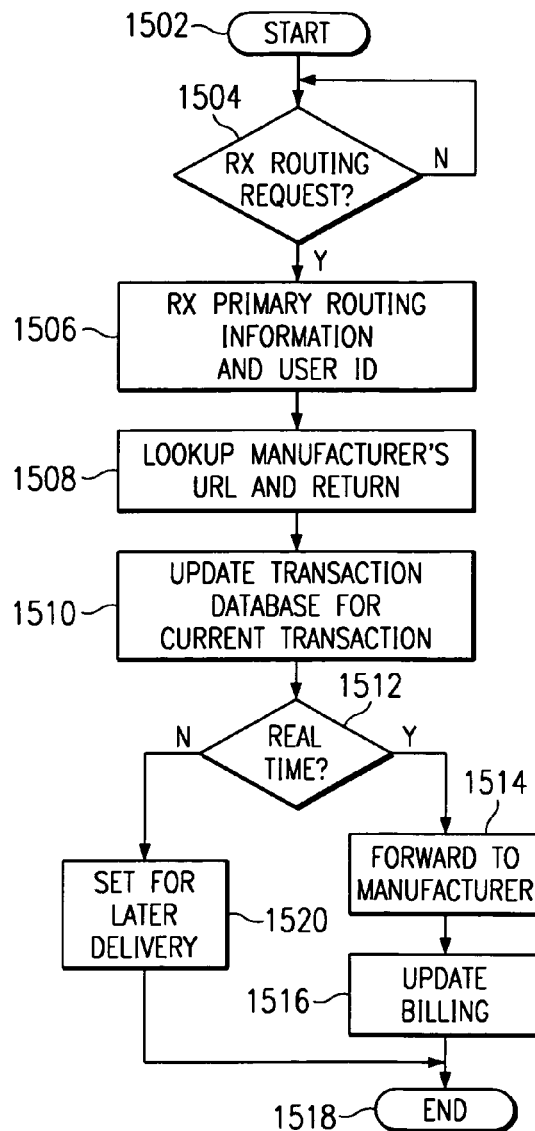 1502
START
1504
RX ROUTING
REQUEST?
N
Y
1506
RX PRIMARY ROUTING
INFORMATION
AND USER ID
1508
LOOKUP MANUFACTURER'S
URL AND RETURN
1510
UPDATE TRANSACTION
DATABASE FOR
CURRENT TRANSACTION
1512
N
REAL
TIME?
Y
1514
FORWARD TO
MANUFACTURER
SET FOR
LATER
DELIVERY
1520
1516
UPDATE
BILLING
1518
END